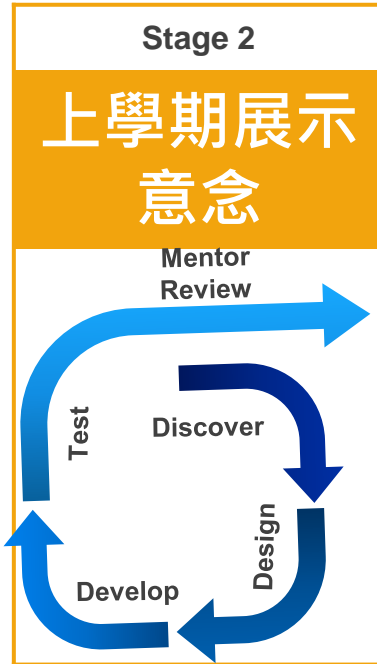 Stage 2
上學期展示
意念
Mentor
Review
Discover
Design
Develop
Test